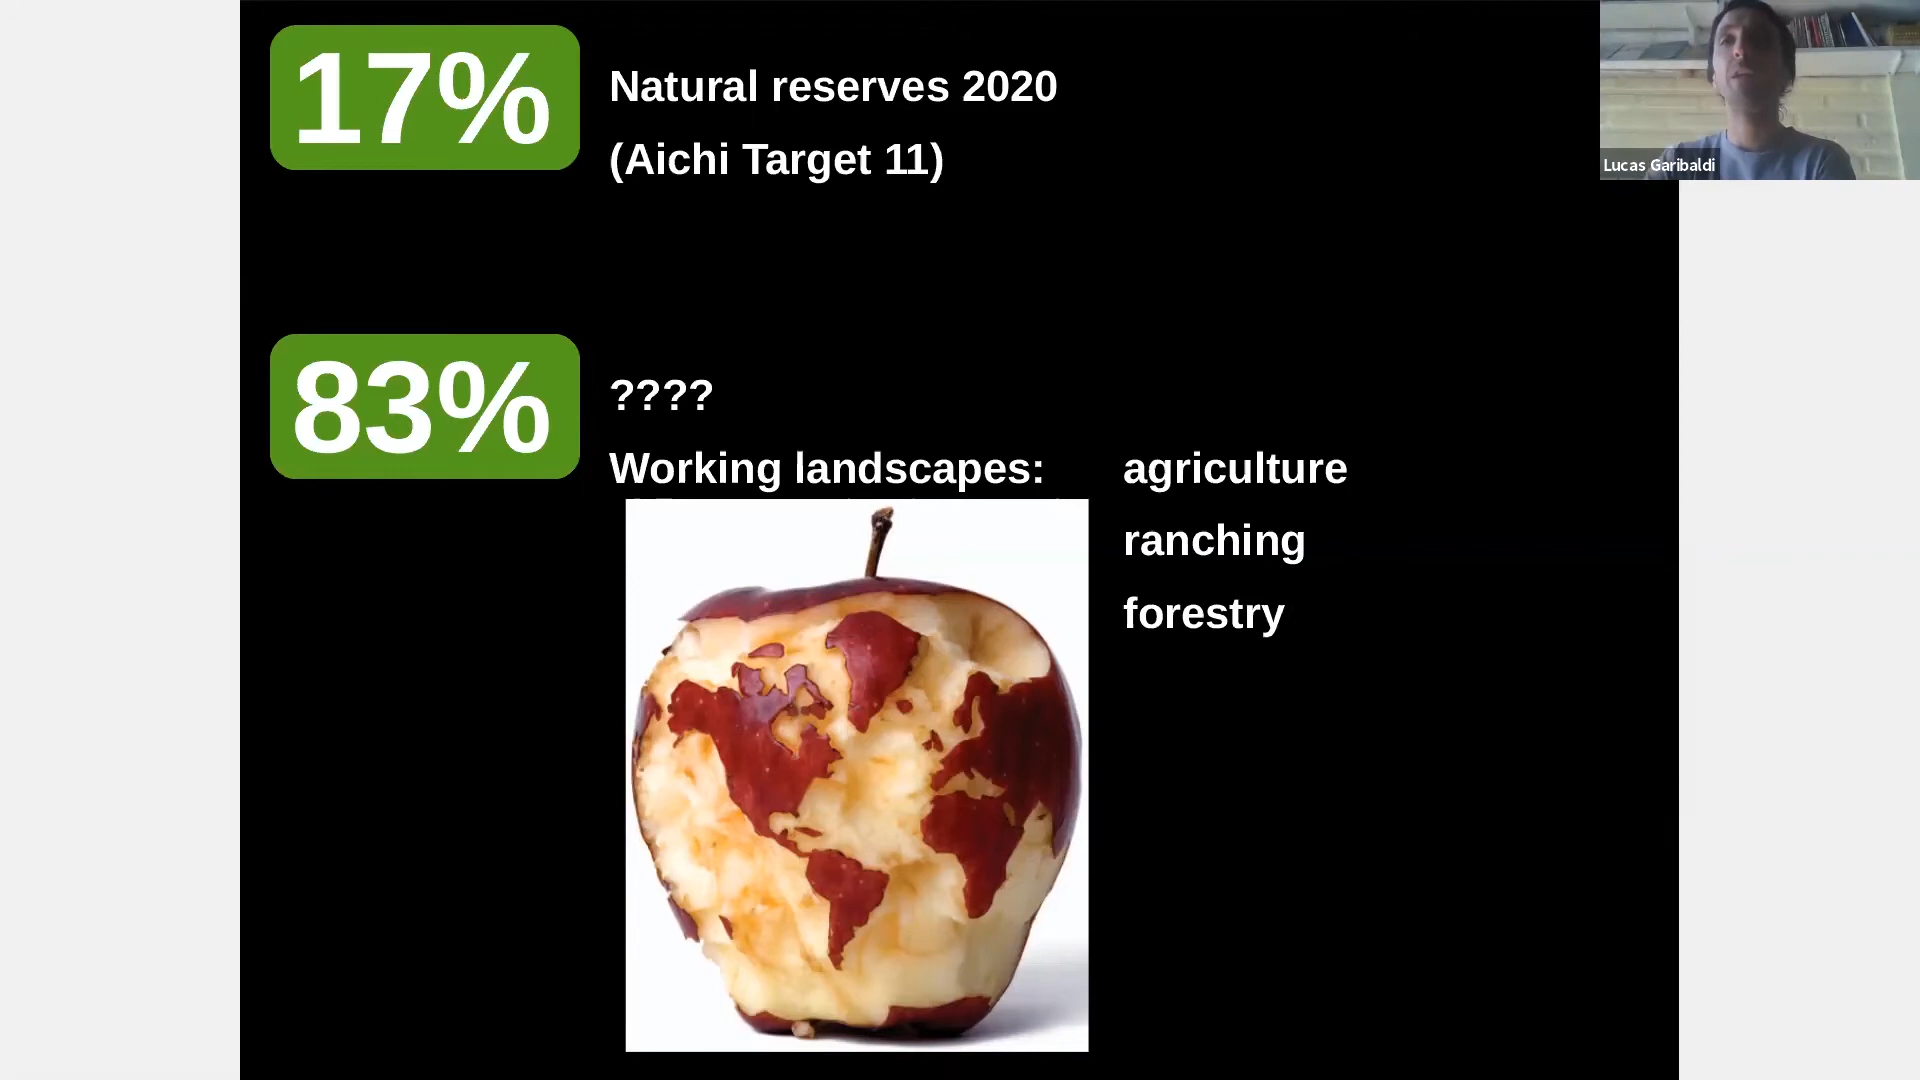 17%
Natural reserves 2020
(Aichi Target 11)
83%
????
Working landscapes:
agriculture
ranching
forestry
Lucas Garibaldi